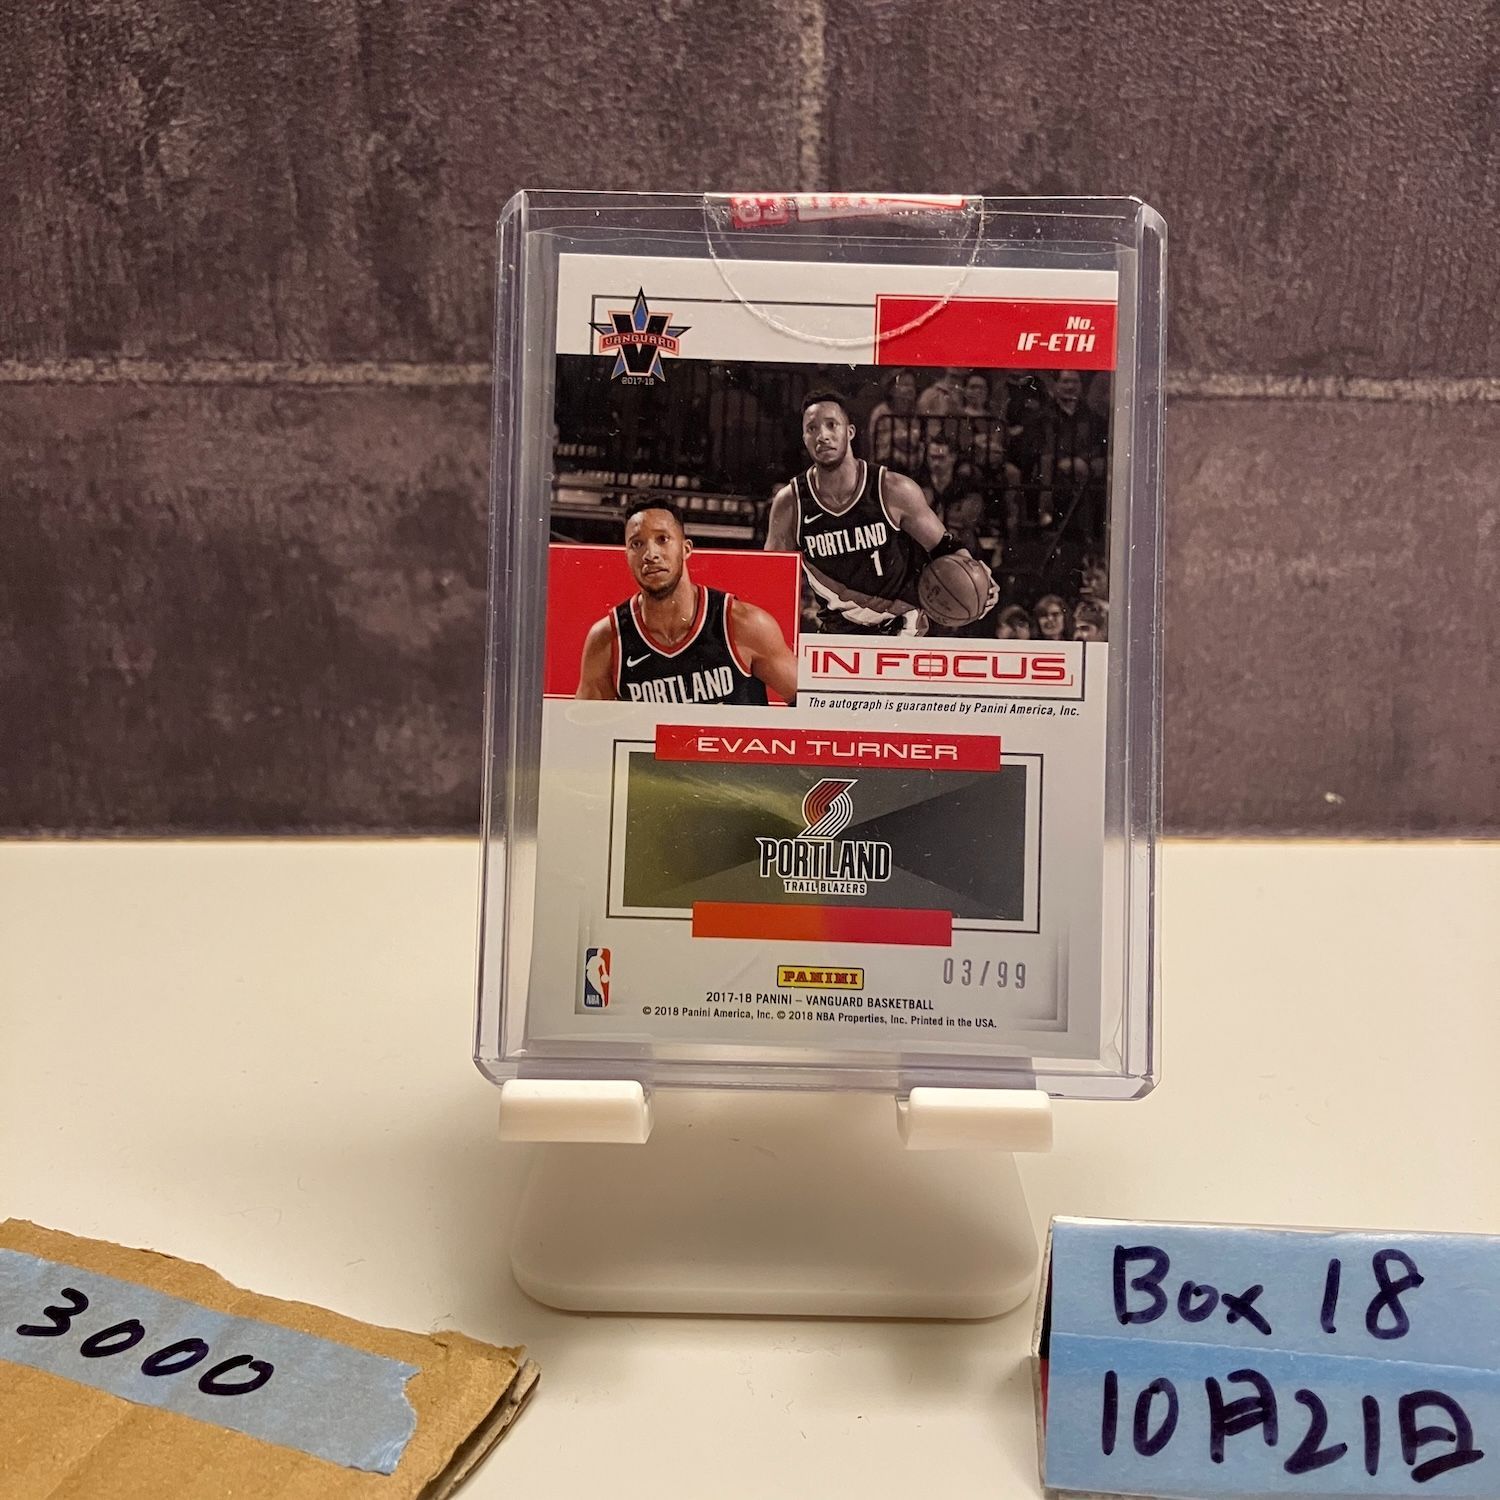 VANGUARD
2017-18
No.
IF-ETH
PORTLAND
1
PORTLAND
IN FOCUS
The autograph is guaranteed by Panini America, Inc.
EVAN TURNER
PORTLAND
TRAIL BLAZERS
NBA
PANINI
03/99
2017-18 PANINI – VANGUARD BASKETBALL
© 2018 Panini America, Inc. © 2018 NBA Properties, Inc. Printed in the USA.
3000
Box 18
10月21日